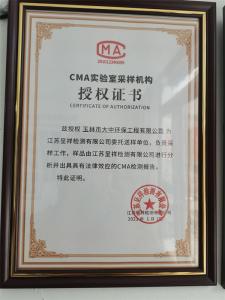 CMA
CMA实验室采样机构
授权证书
CERTIFICATE OF AUTHORIZATION
兹授权 玉林市大中环保工程有限公司 为
江苏呈祥检测有限公司委托送样单位，负责采
样工作，样品由江苏呈祥检测有限公司进行分
析并出具具有法律效应的CMA检测报告。
特此证明。